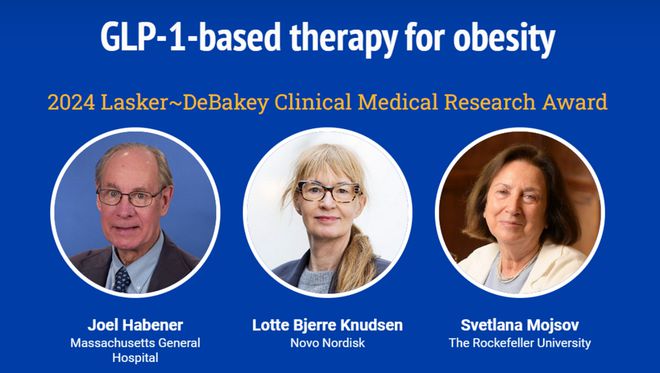 GLP-1-based therapy for obesity
2024 Lasker~DeBakey Clinical Medical Research Award
Joel Habener
Massachusetts General
Hospital
Lotte Bjerre Knudsen
Novo Nordisk
Svetlana Mojsov
The Rockefeller University